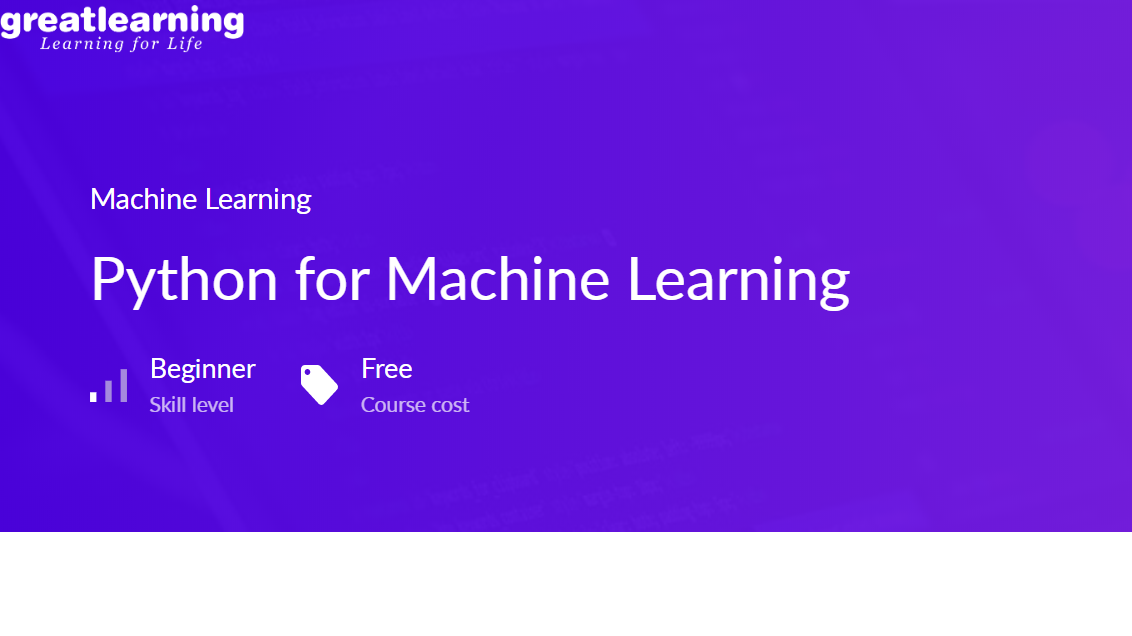 greatlearning
Learning for Life
Machine Learning
Python for Machine Learning
Beginner
Skill level
Free
Course cost